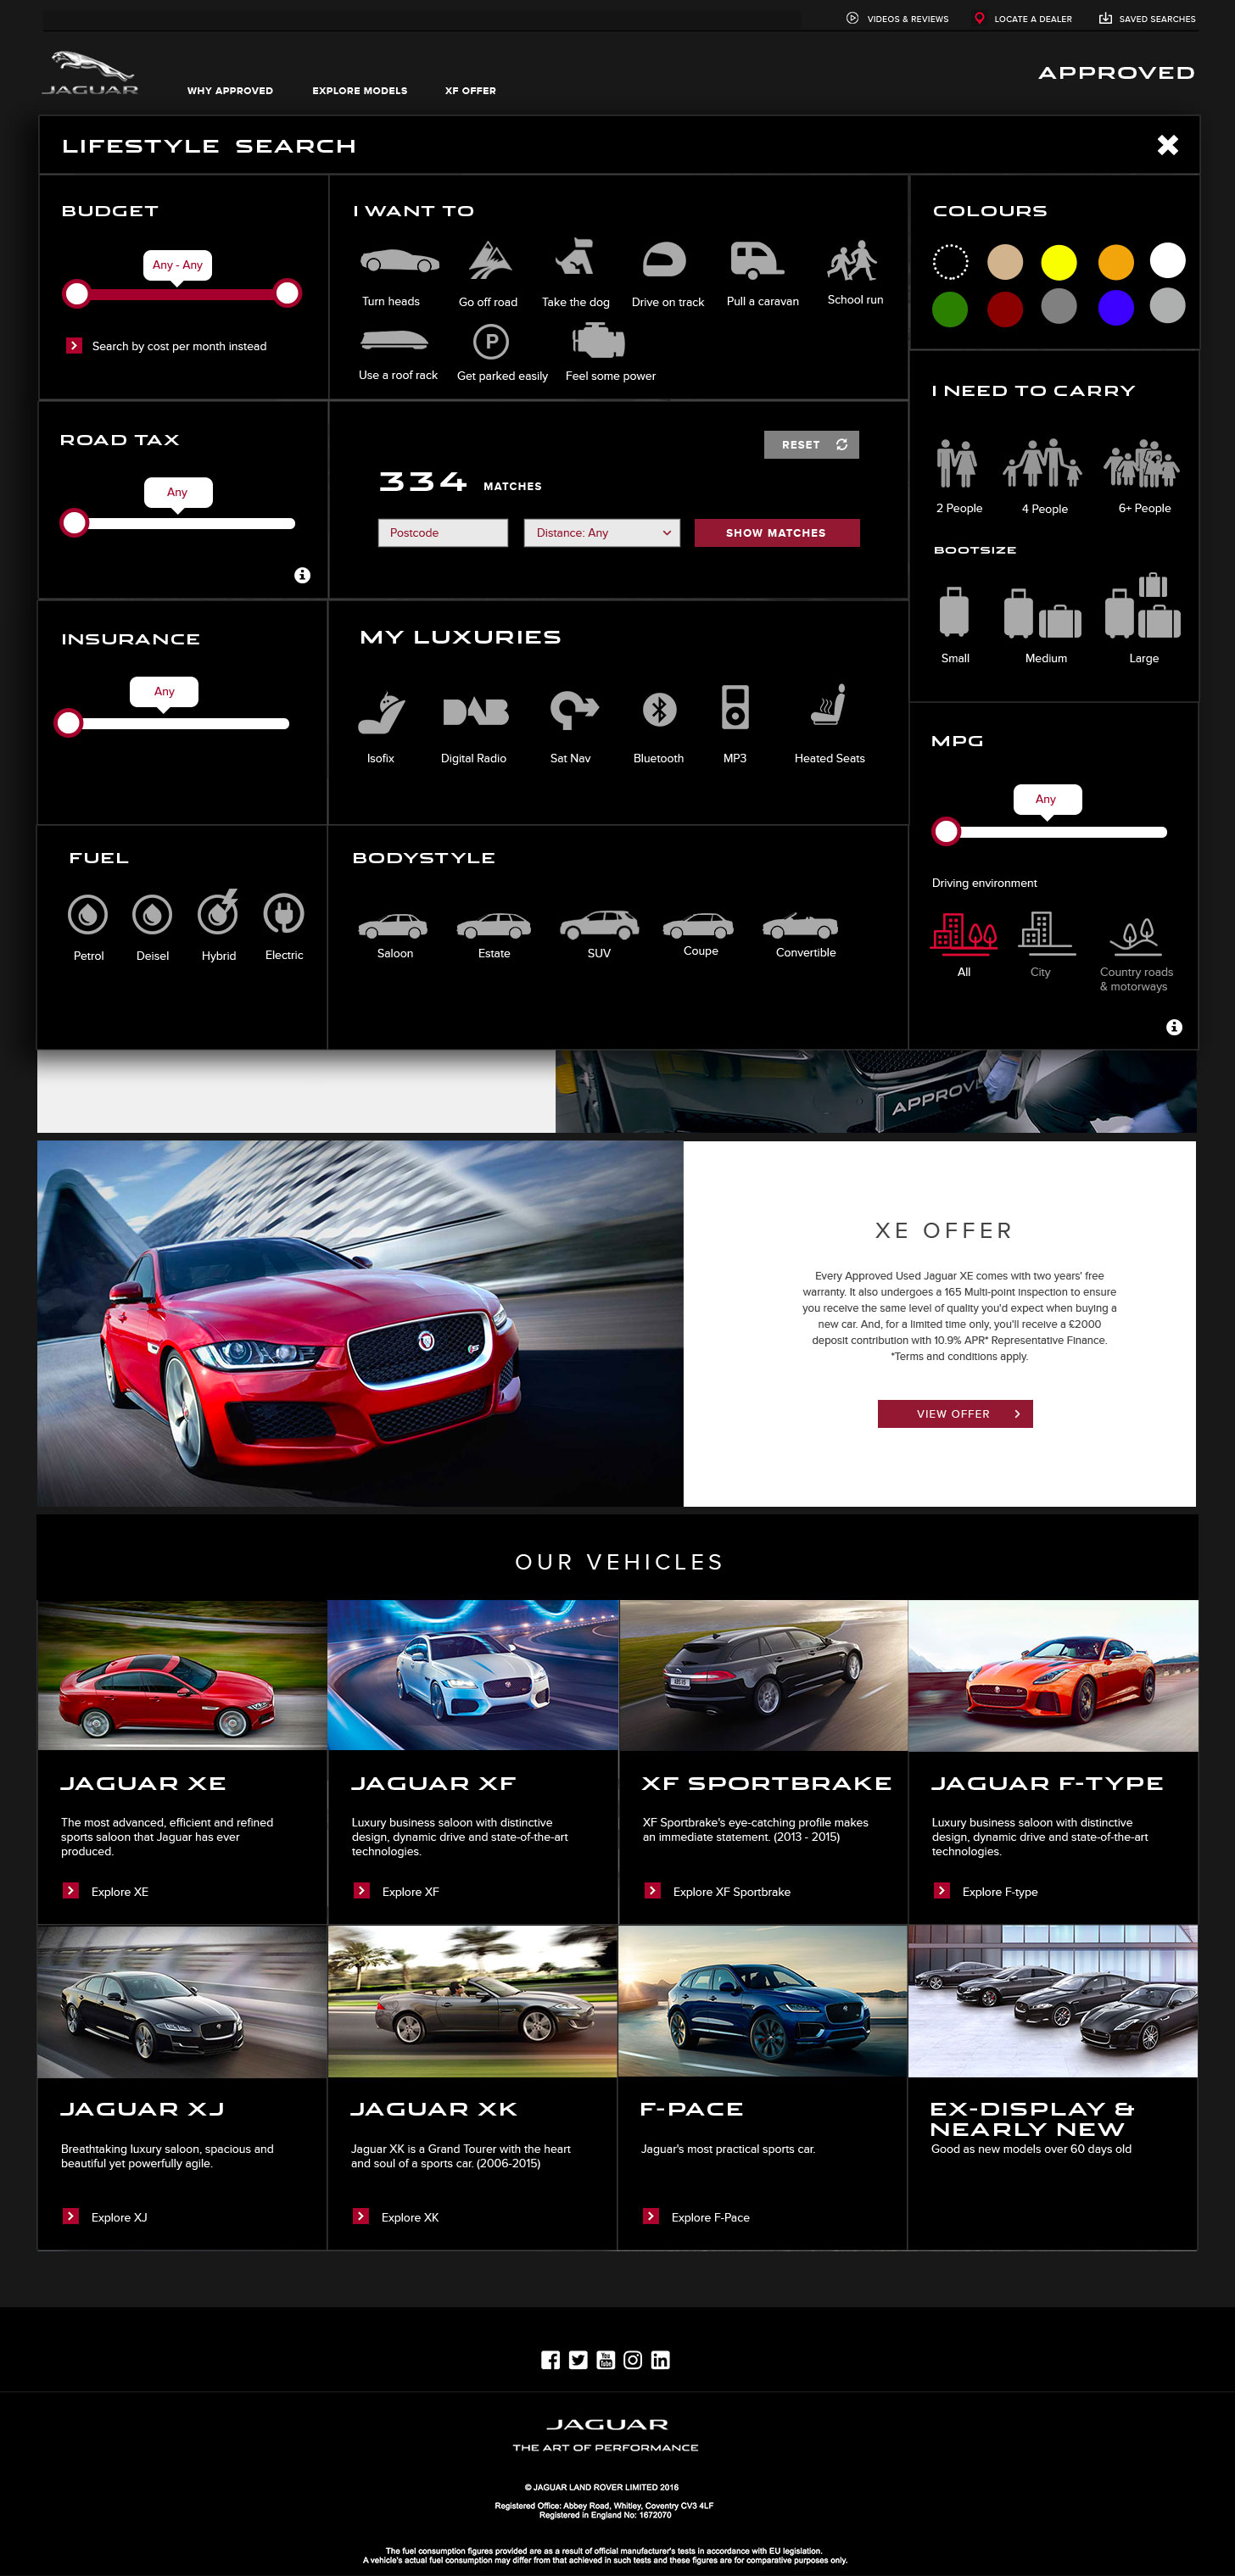 VIDEOS & REVIEWS
LOCATE A DEALER
SAVED SEARCHES
JAGUAR
WHY APPROVED
EXPLORE MODELS
XF OFFER
APPROVED
LIFESTYLE SEARCH
BUDGET
Any - Any
Search by cost per month instead
I WANT TO
Turn heads
Go off road
Take the dog
Drive on track
Pull a caravan
School run
Use a roof rack
P
Get parked easily
Feel some power
COLOURS
ROAD TAX
Any
RESET
334 MATCHES
Postcode
Distance: Any
SHOW MATCHES
I NEED TO CARRY
2 People
4 People
6+ People
BOOTSIZE
Small
Medium
Large
INSURANCE
Any
MY LUXURIES
Isofix
DAB
Digital Radio
Sat Nav
Bluetooth
MP3
Heated Seats
MPG
Any
Driving environment
All
City
Country roads
& motorways
FUEL
Petrol
Deisel
Hybrid
Electric
BODYSTYLE
Saloon
Estate
SUV
Coupe
Convertible
XE OFFER
Every Approved Used Jaguar XE comes with two years' free
warranty. It also undergoes a 165 Multi-point inspection to ensure
you receive the same level of quality you'd expect when buying a
new car. And, for a limited time only, you'll receive a £2000
deposit contribution with 10.9% APR* Representative Finance.
*Terms and conditions apply.
VIEW OFFER
OUR VEHICLES
JAGUAR XE
The most advanced, efficient and refined
sports saloon that Jaguar has ever
produced.
Explore XE
JAGUAR XF
Luxury business saloon with distinctive
design, dynamic drive and state-of-the-art
technologies.
Explore XF
XF SPORTBRAKE
XF Sportbrake's eye-catching profile makes
an immediate statement. (2013 - 2015)
Explore XF Sportbrake
JAGUAR F-TYPE
Luxury business saloon with distinctive
design, dynamic drive and state-of-the-art
technologies.
Explore F-type
JAGUAR XJ
Breathtaking luxury saloon, spacious and
beautiful yet powerfully agile.
Explore XJ
JAGUAR XK
Jaguar XK is a Grand Tourer with the heart
and soul of a sports car. (2006-2015)
Explore XK
F-PACE
Jaguar's most practical sports car.
Explore F-Pace
EX-DISPLAY &
NEARLY NEW
Good as new models over 60 days old
You Tube
in
JAGUAR
THE ART OF PERFORMANCE
© JAGUAR LAND ROVER LIMITED 2016
Registered Office: Abbey Road, Whitley, Coventry CV3 4LF
Registered in England No: 1672070
The fuel consumption figures provided are as a result of official manufacturer's tests in accordance with EU legislation.
A vehicle's actual fuel consumption may differ from that achieved in such tests and these figures are for comparative purposes only.